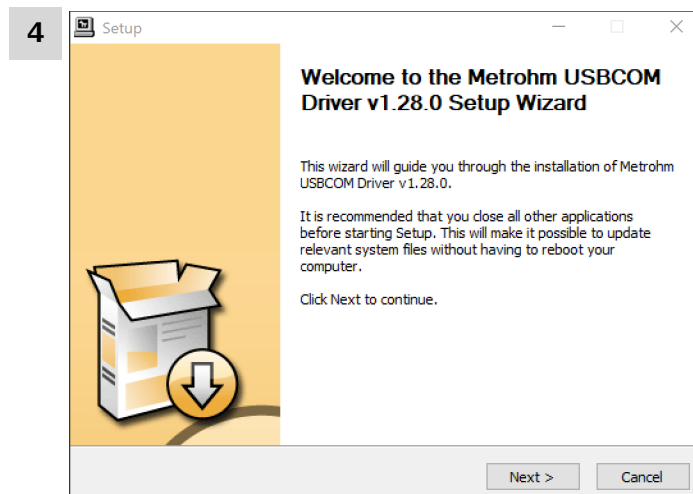 4
Setup
Welcome to the Metrohm USBCOM
Driver v1.28.0 Setup Wizard
This wizard will guide you through the installation of Metrohm
USBCOM Driver v1.28.0.
It is recommended that you close all other applications
before starting Setup. This will make it possible to update
relevant system files without having to reboot your
computer.
Click Next to continue.
Next >
Cancel